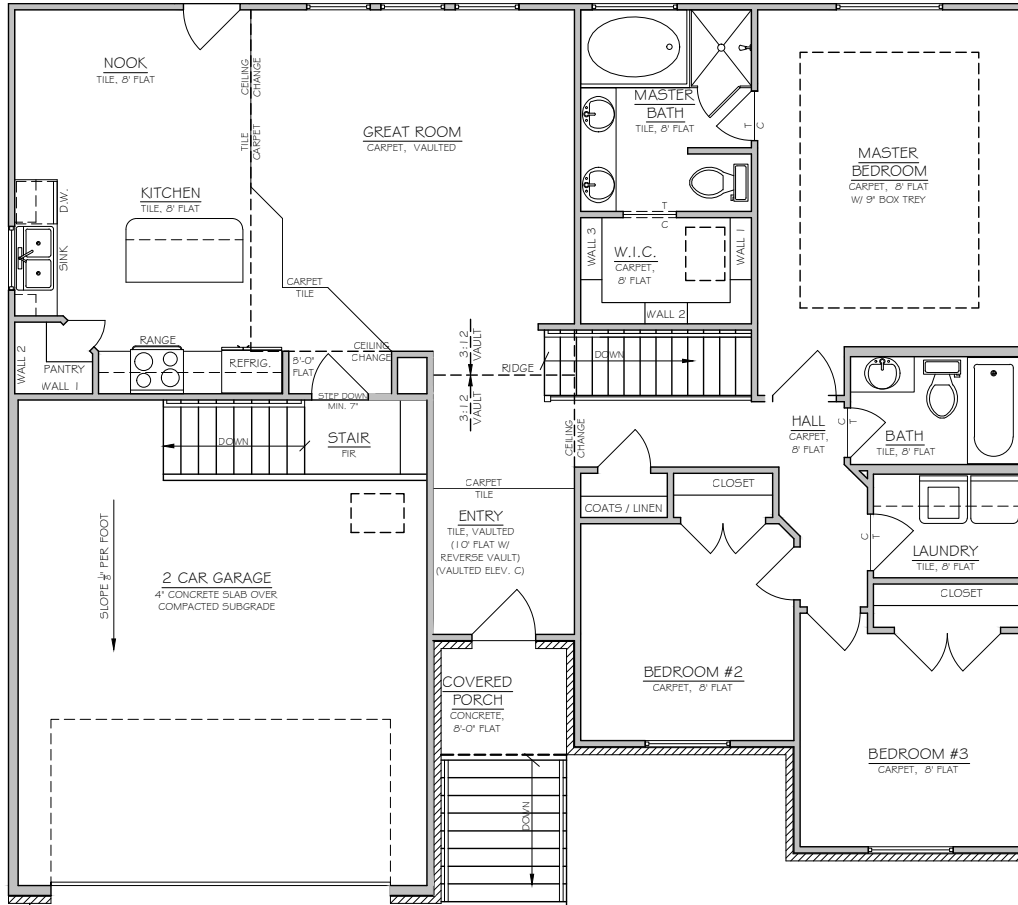 NOOK
TILE, 8' FLAT
CEILING
CHANGE
TILE
CARPET
GREAT ROOM
CARPET, VAULTED
MASTER
BATH
TILE, 8' FLAT
T
C
MASTER
BEDROOM
CARPET, 8' FLAT
W/ 9" BOX TREY
KITCHEN
TILE, 8' FLAT
D.W.
SINK
T
C
WALL 3
W.I.C.
CARPET,
8' FLAT
WALL 1
WALL 2
CARPET
TILE
WALL 2
PANTRY
WALL 1
RANGE
REFRIG.
8'-0"
FLAT
CEILING
CHANGE
3:12
VAULT
RIDGE
3:12
VAULT
DOWN
STEP DOWN
MIN. 7"
DOWN
STAIR
FIR
CEILING
CHANGE
HALL
CARPET,
8' FLAT
C
T
BATH
TILE, 8' FLAT
CARPET
TILE
COATS / LINEN
CLOSET
ENTRY
TILE, VAULTED
(10' FLAT W/
REVERSE VAULT)
(VAULTED ELEV. C)
C
T
LAUNDRY
TILE, 8' FLAT
CLOSET
SLOPE ⅛" PER FOOT
2 CAR GARAGE
4" CONCRETE SLAB OVER
COMPACTED SUBGRADE
BEDROOM #2
CARPET, 8' FLAT
COVERED
PORCH
CONCRETE,
8'-0" FLAT
BEDROOM #3
CARPET, 8' FLAT
DOWN